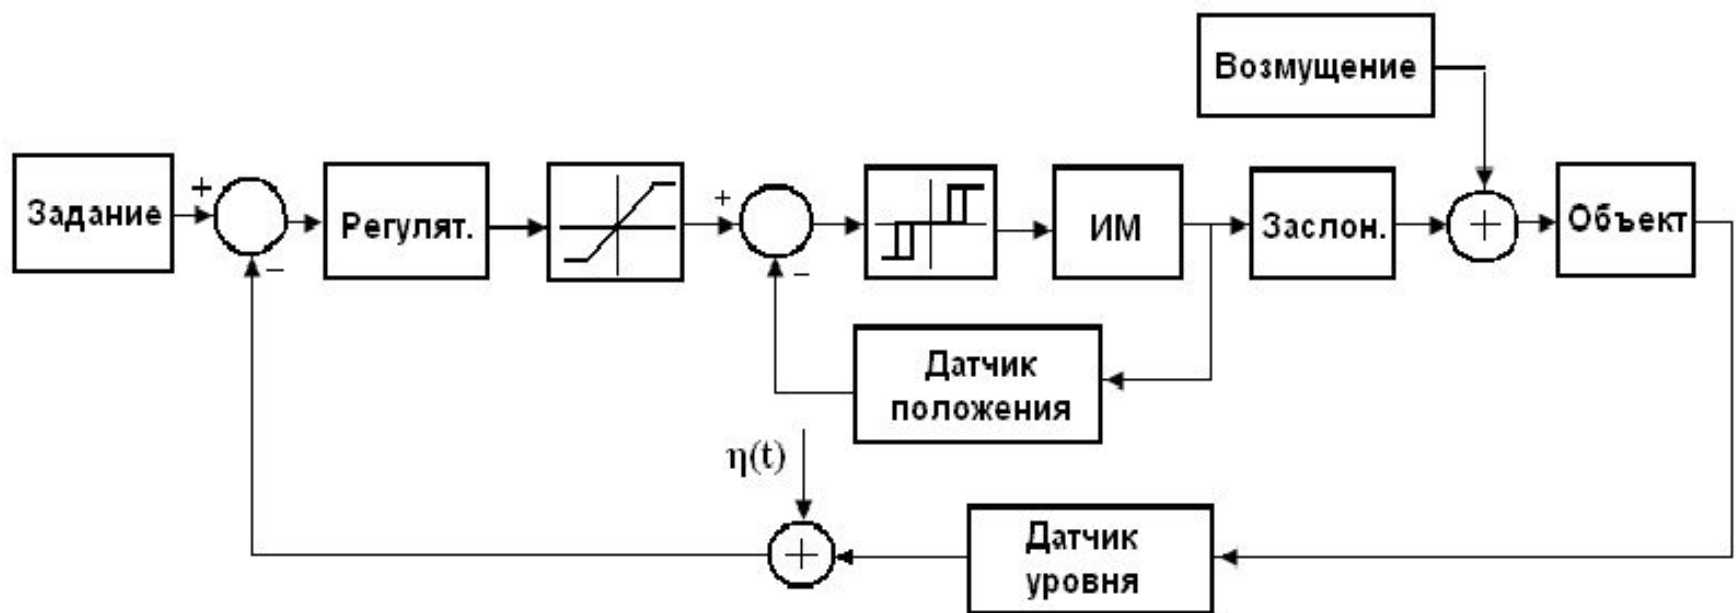 Возмущение
Задание
+
−
Регулят.
+
−
ИМ
Заслон.
+
Объект
Датчик
положения
η(t)
+
Датчик
уровня